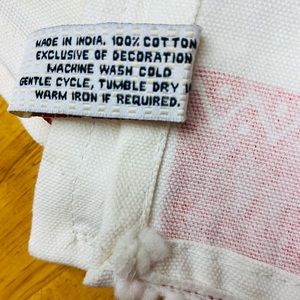 MADE IN INDIA. 100% COTTON
EXCLUSIVE OF DECORATION
MACHINE WASH COLD
GENTLE CYCLE, TUMBLE DRY
WARM IRON IF REQUIRED.